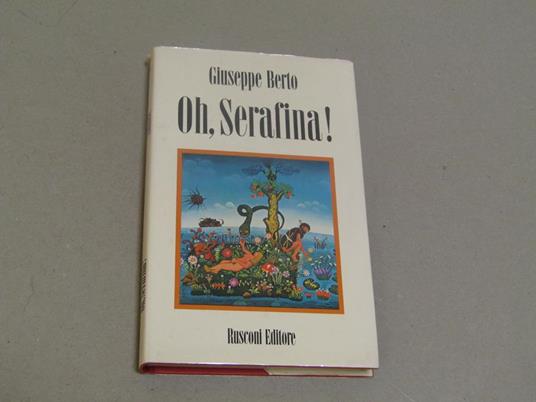 Giuseppe Berto
Oh, Serafina!
Rusconi Editore